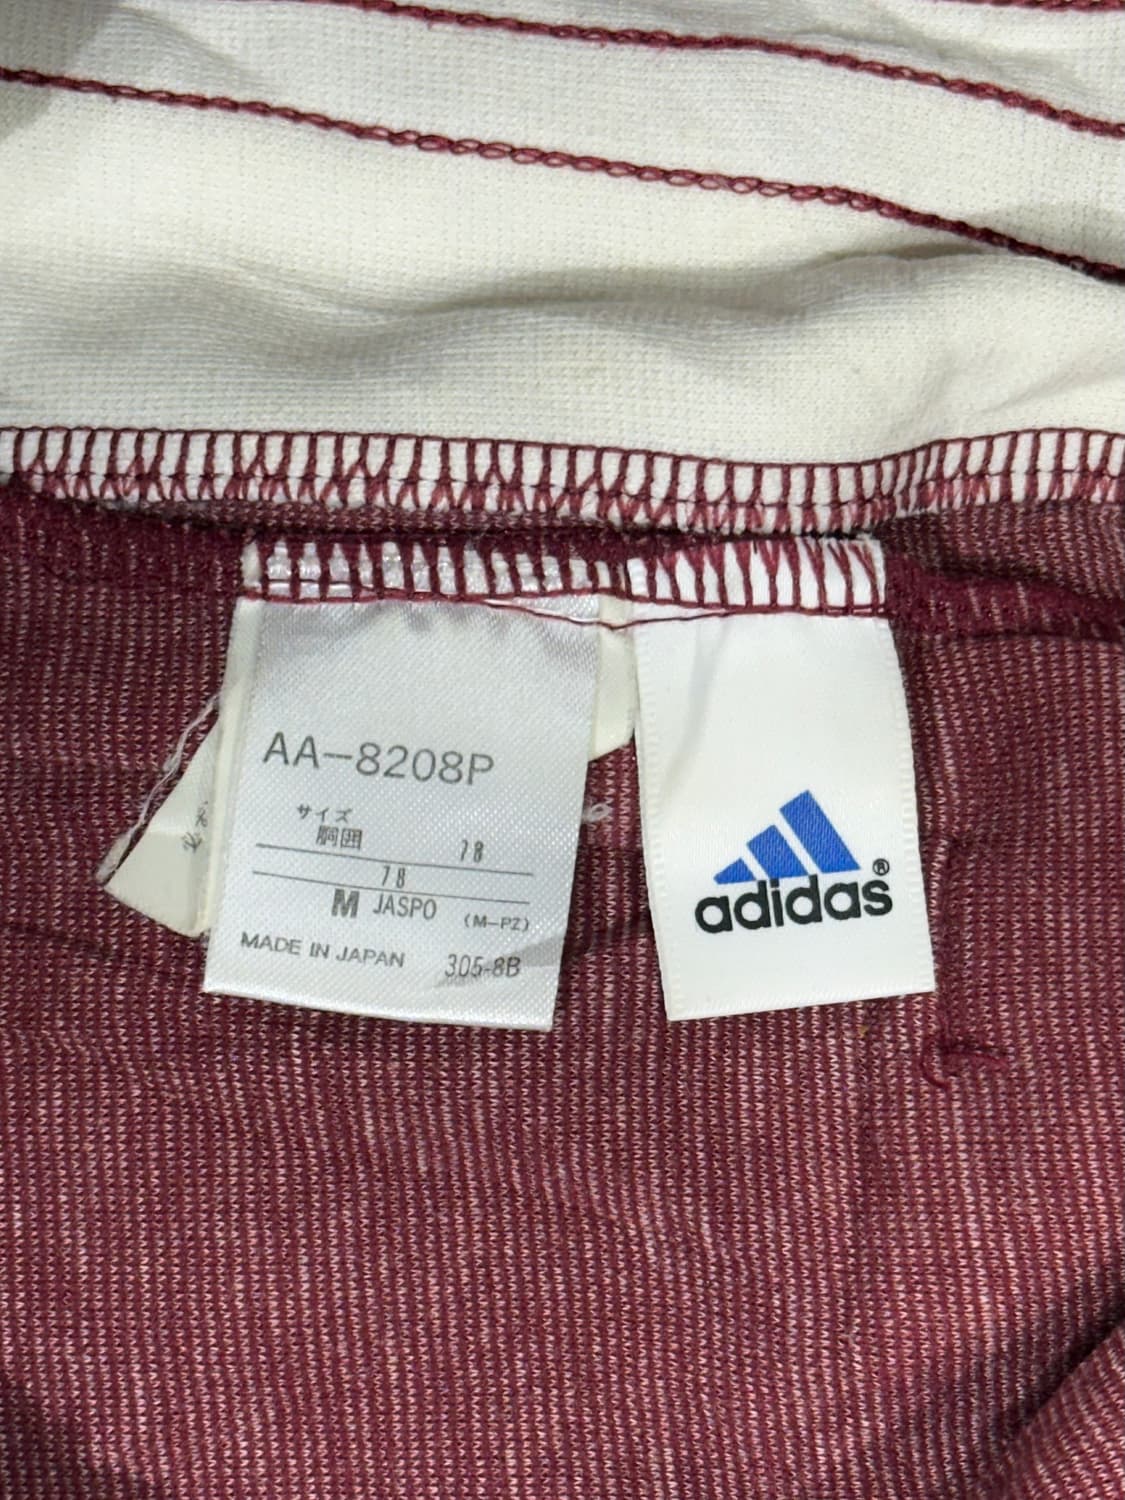 AA-8208P
サイズ
胴囲 78
78
M JASPO (M-PZ)
MADE IN JAPAN 305-8B
adidas®